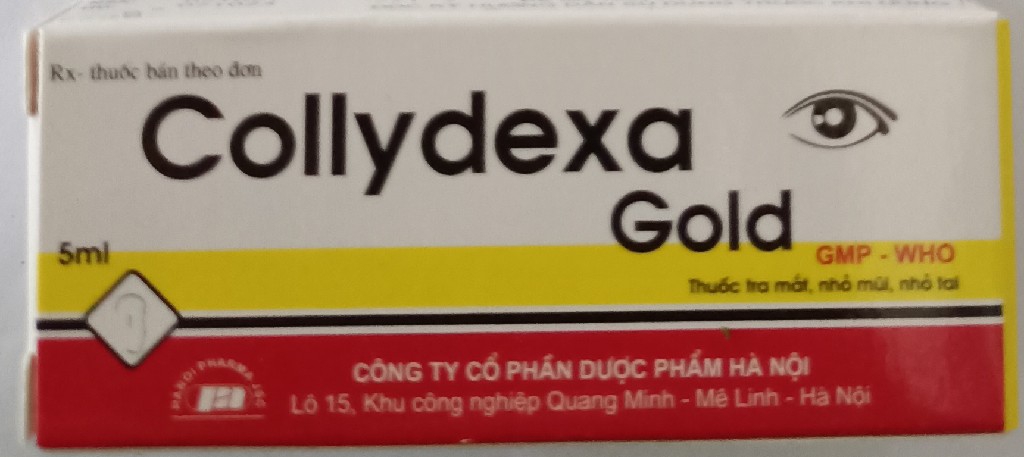 Rx- thuốc bán theo đơn
Collydexa
Gold
5ml
GMP - WHO
Thuốc tra mắt, nhỏ mũi, nhỏ tai
CÔNG TY CỔ PHẦN DƯỢC PHẨM HÀ NỘI
Lô 15, Khu công nghiệp Quang Minh - Mê Linh - Hà Nội